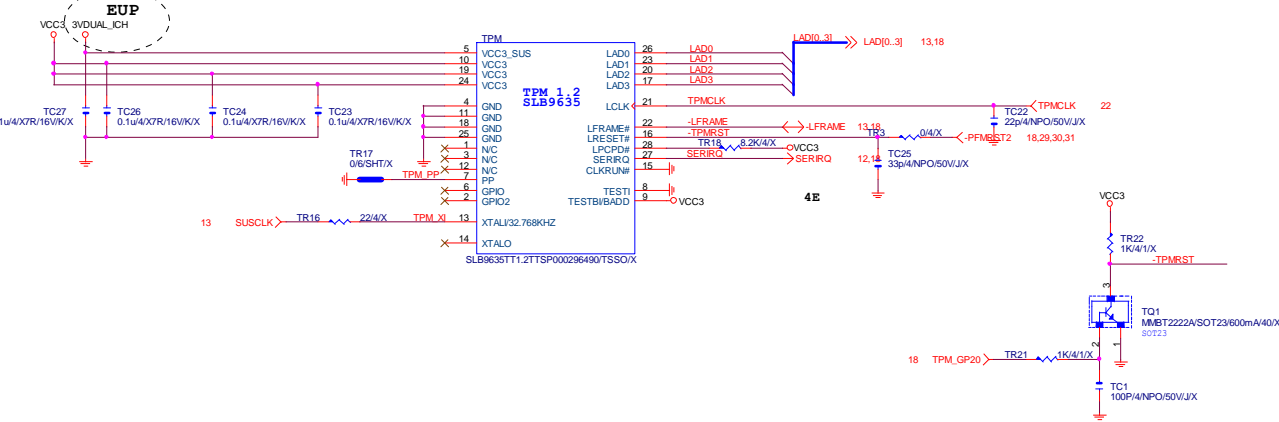 EUP
VCC3 3VDUAL_ICH
TPM
5 VCC3_SUS
10 VCC3
19 VCC3
24 VCC3
4 GND
11 GND
18 GND
25 GND
1 N/C
3 N/C
12 N/C
7 PP
6 GPIO
2 GPIO2
13 XTALI/32.768KHZ
14 XTALO
TPM 1.2
SLB9635
LAD0 26 LAD0
LAD1 23 LAD1
LAD2 20 LAD2
LAD3 17 LAD3
LCLK 21 TPMCLK
LFRAME# 22 -LFRAME
LRESET# 16 -TPMRST
LPCPD# 28
SERIRQ 27 SERIRQ
CLKRUN# 15
TESTI 8
TESTBI/BADD 9 VCC3
SLB9635TT1.2TTSP000296490/TSSO/X
LAD[0..3] LAD[0..3] 13,18
TC27
1u/4/X7R/16V/K/X
TC26
0.1u/4/X7R/16V/K/X
TC24
0.1u/4/X7R/16V/K/X
TC23
0.1u/4/X7R/16V/K/X
TR17
0/6/SHT/X
TPM_PP
13 SUSCLK TR16 22/4/X TPM_XI
TC22
22p/4/NPO/50V/J/X
TPMCLK 22
-LFRAME 13,18
TR3 0/4/X
-PFMRST2 18,29,30,31
TR18 8.2K/4/X VCC3
SERIRQ 12,18
TC25
33p/4/NPO/50V/J/X
4E
VCC3
TR22
1K/4/1/X
-TPMRST
3
TQ1
MMBT2222A/SOT23/600mA/40/X
SOT23
2
1
18 TPM_GP20 TR21 1K/4/1/X
TC1
100P/4/NPO/50V/J/X